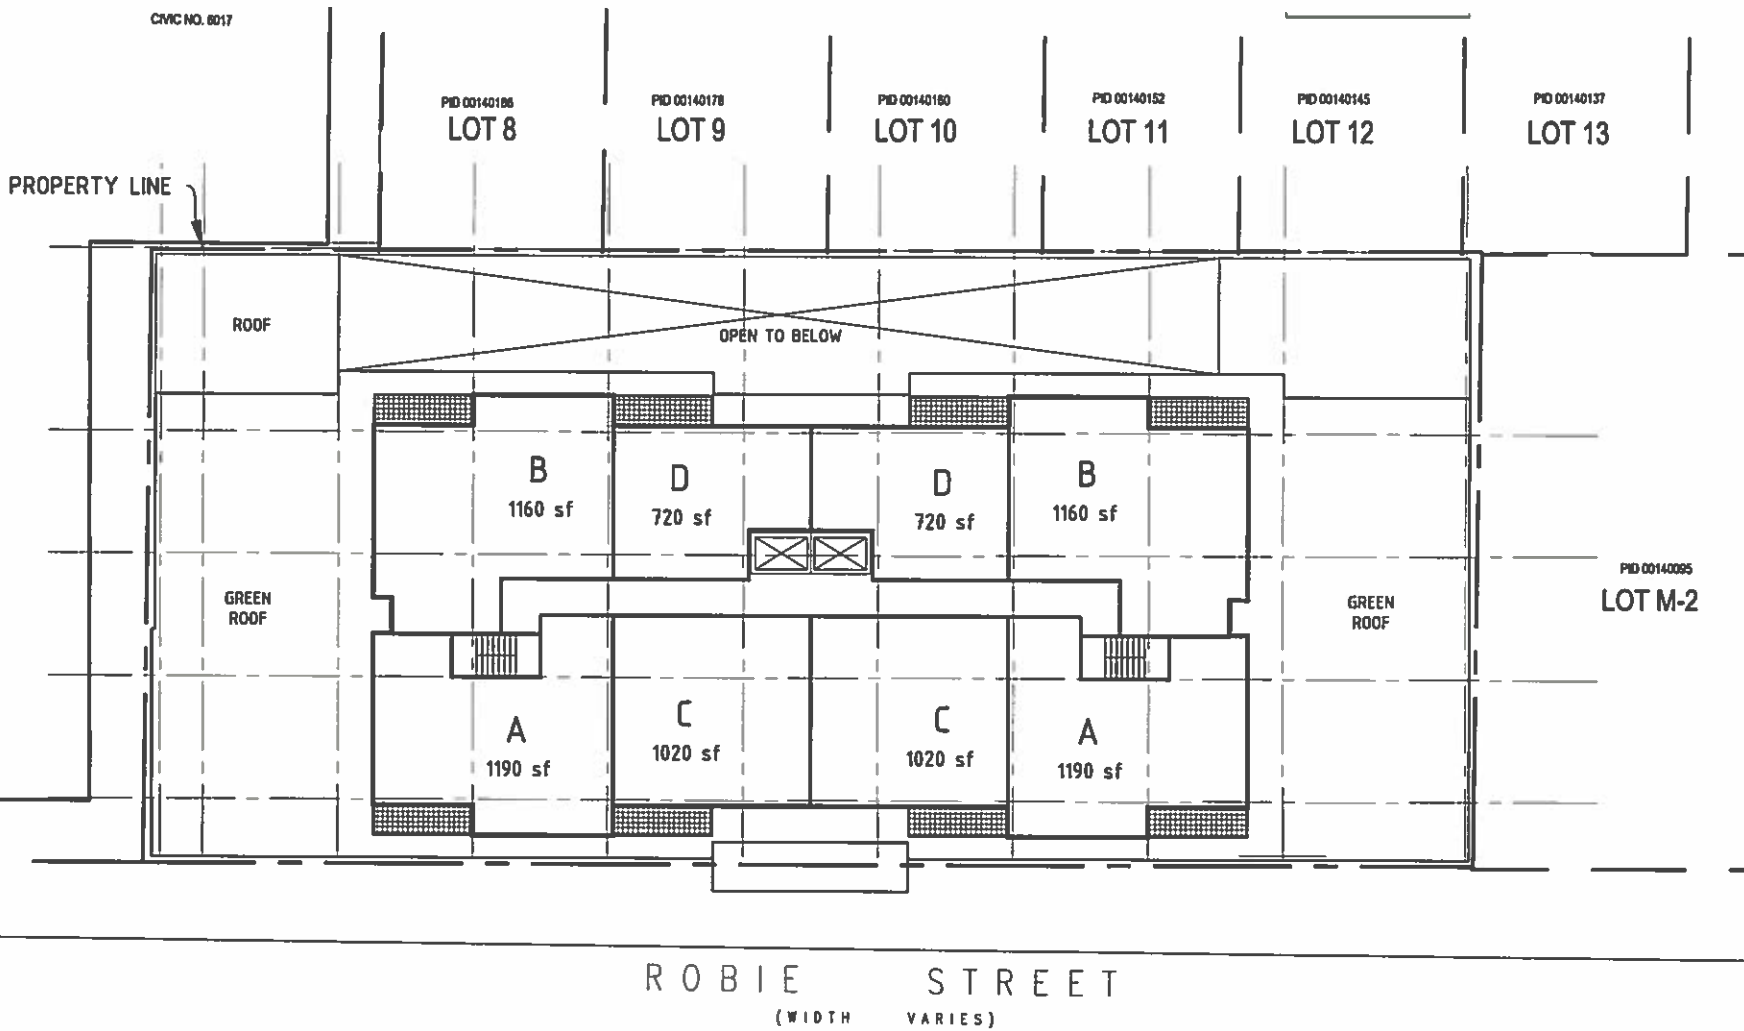 CIVIC NO. 6017
PID 00140186
LOT 8
PID 00140178
LOT 9
PID 00140160
LOT 10
PID 00140152
LOT 11
PID 00140145
LOT 12
PID 00140137
LOT 13
PROPERTY LINE
ROOF
OPEN TO BELOW
B
1160 sf
D
720 sf
D
720 sf
B
1160 sf
GREEN
ROOF
GREEN
ROOF
PID 00140095
LOT M-2
A
1190 sf
C
1020 sf
C
1020 sf
A
1190 sf
ROBIE STREET
(WIDTH VARIES)